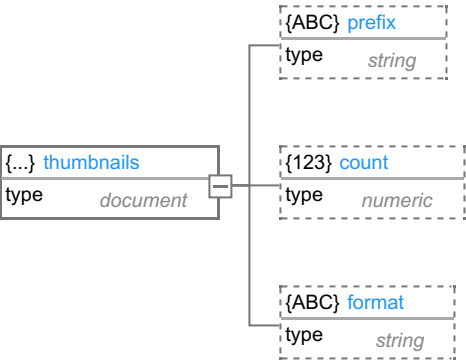 {ABC} prefix
type string
{...} thumbnails
type document
{123} count
type numeric
{ABC} format
type string